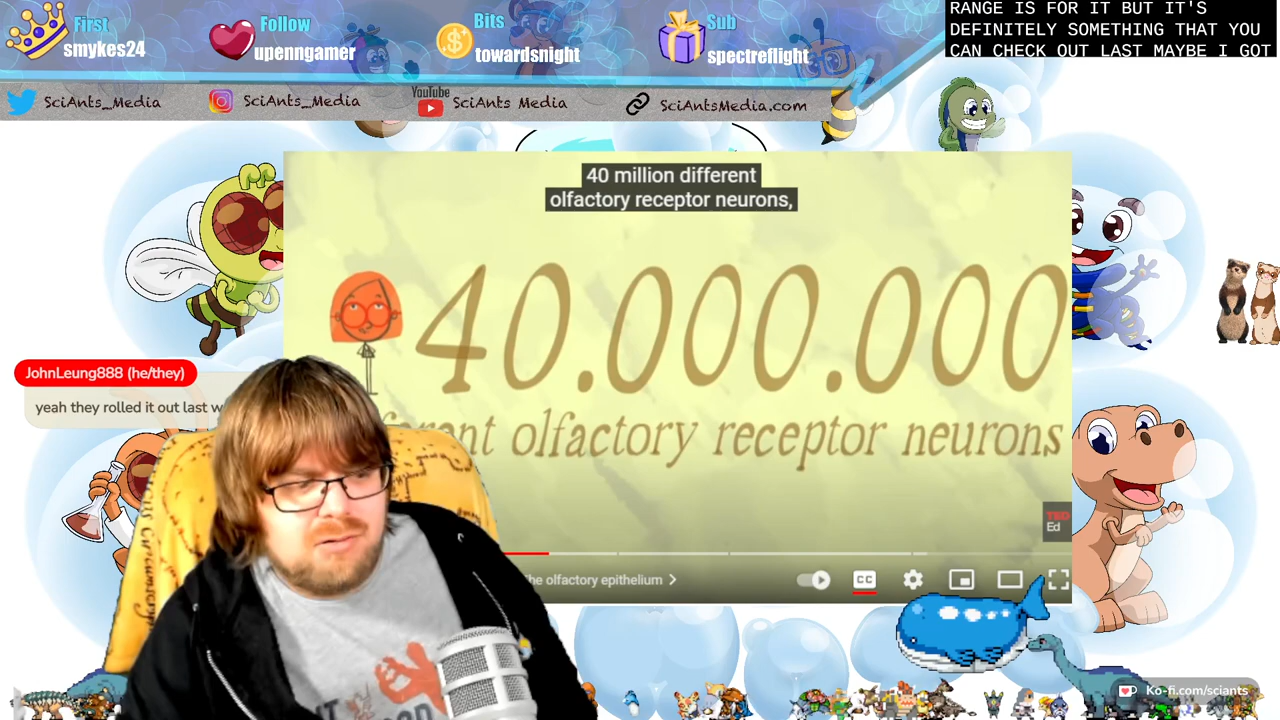 First
smykes24
Follow
upenngamer
Bits
towardsnight
Sub
spectreflight
RANGE IS FOR IT BUT IT'S
DEFINITELY SOMETHING THAT YOU
CAN CHECK OUT LAST MAYBE I GOT
SciAnts_Media
SciAnts_Media
YouTube
SciAnts Media
SciAntsMedia.com
40 million different
olfactory receptor neurons,
40.000.000
olfactory receptor neurons
JohnLeung888 (he/they)
yeah they rolled it out last
TED
Ed
olfactory epithelium
CC
Ko-fi.com/sciants